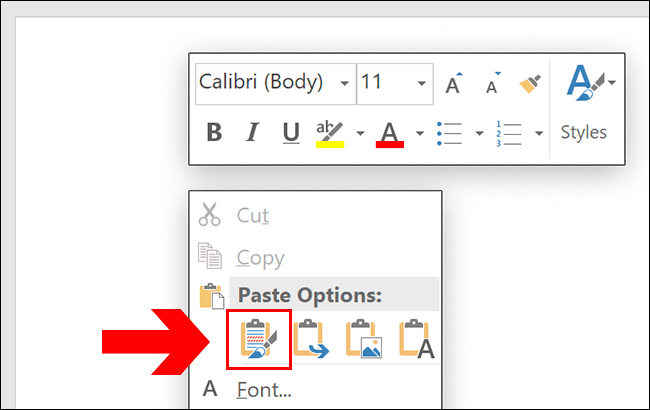 Calibri (Body) 11 A A
B I U ab A 1 2 3 Styles
Cut
Copy
Paste Options:
A
A Font...